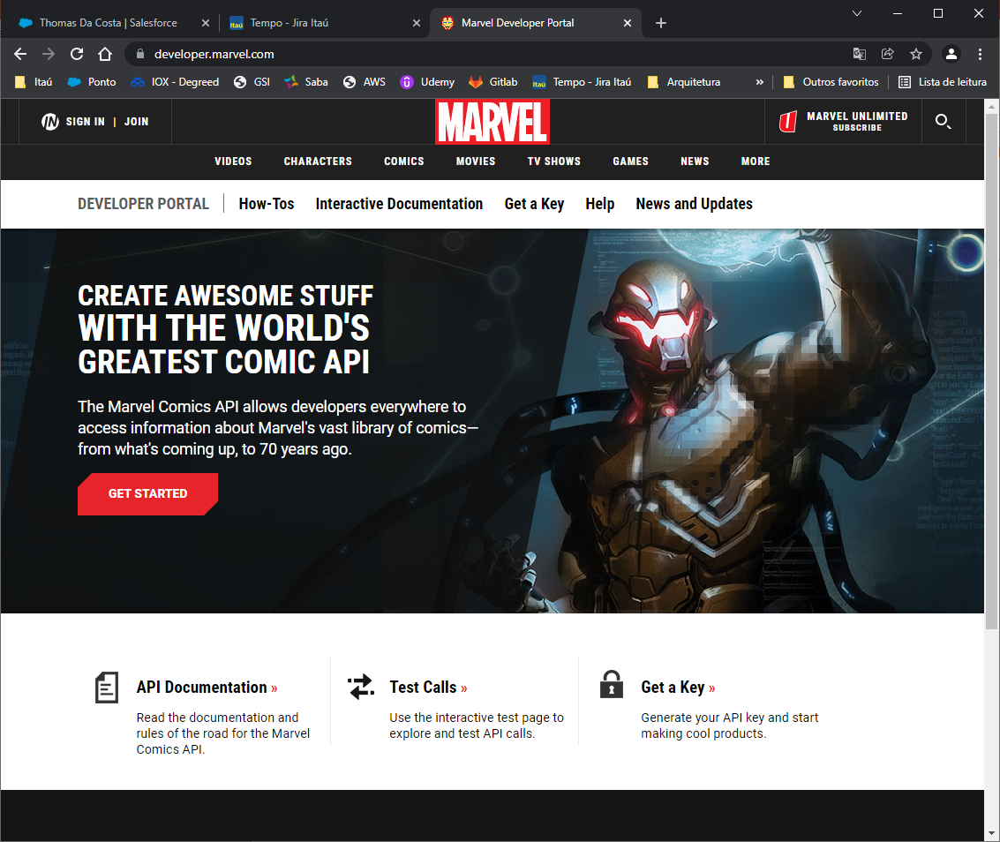 Thomas Da Costa | Salesforce
Itaú Tempo - Jira Itaú
Marvel Developer Portal
developer.marvel.com
Itaú Ponto IOX - Degreed GSI Saba AWS Udemy Gitlab Itaú Tempo - Jira Itaú Arquitetura » Outros favoritos Lista de leitura
IN SIGN IN | JOIN
MARVEL
MARVEL UNLIMITED
SUBSCRIBE
VIDEOS CHARACTERS COMICS MOVIES TV SHOWS GAMES NEWS MORE
DEVELOPER PORTAL How-Tos Interactive Documentation Get a Key Help News and Updates
CREATE AWESOME STUFF
WITH THE WORLD'S
GREATEST COMIC API
The Marvel Comics API allows developers everywhere to
access information about Marvel's vast library of comics—
from what's coming up, to 70 years ago.
GET STARTED
API Documentation »
Read the documentation and
rules of the road for the Marvel
Comics API.
Test Calls »
Use the interactive test page to
explore and test API calls.
Get a Key »
Generate your API key and start
making cool products.